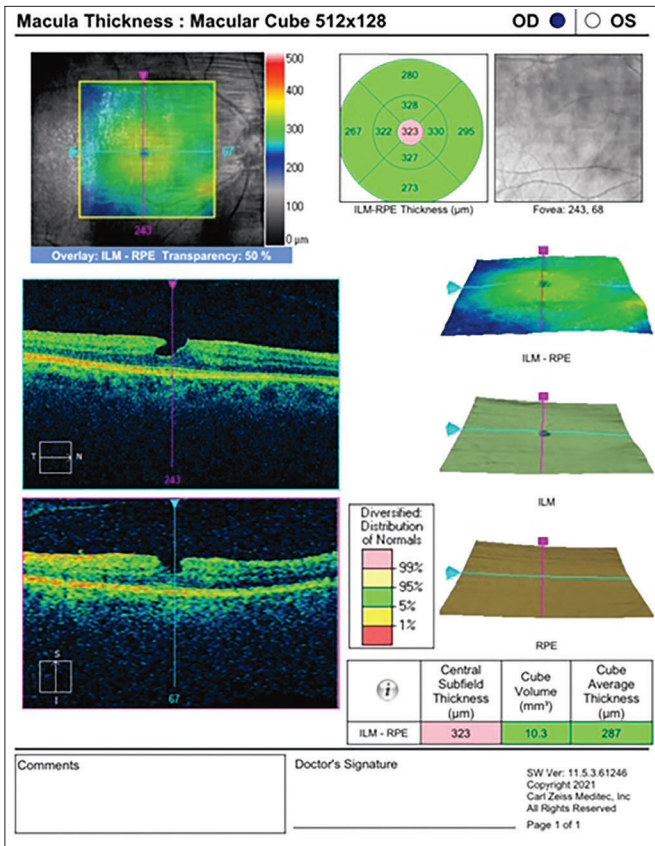 Macula Thickness : Macular Cube 512x128
OD OS
500
400
300
200
100
0 µm
243
Overlay: ILM - RPE Transparency: 50 %
280
328
267 322 323 330 295
327
273
ILM-RPE Thickness (µm)
Fovea: 243, 68
ILM - RPE
T N
243
ILM
S
I
67
Diversified:
Distribution
of Normals
99%
95%
5%
1%
RPE
Central Subfield Thickness (µm)
Cube Volume (mm³)
Cube Average Thickness (µm)
i
ILM - RPE 323 10.3 287
Comments
Doctor's Signature
SW Ver: 11.5.3.61246
Copyright 2021
Carl Zeiss Meditec, Inc
All Rights Reserved
Page 1 of 1